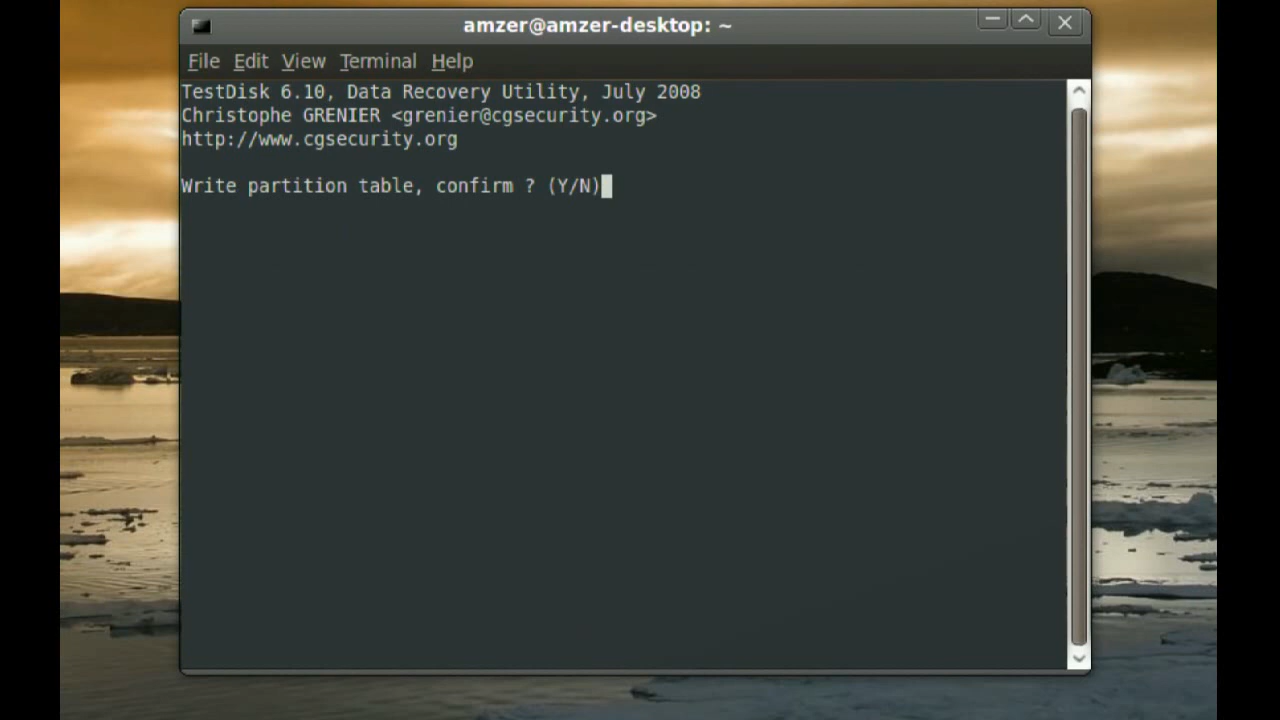 amzer@amzer-desktop: ~
File Edit View Terminal Help
TestDisk 6.10, Data Recovery Utility, July 2008
Christophe GRENIER <grenier@cgsecurity.org>
http://www.cgsecurity.org
Write partition table, confirm ? (Y/N)